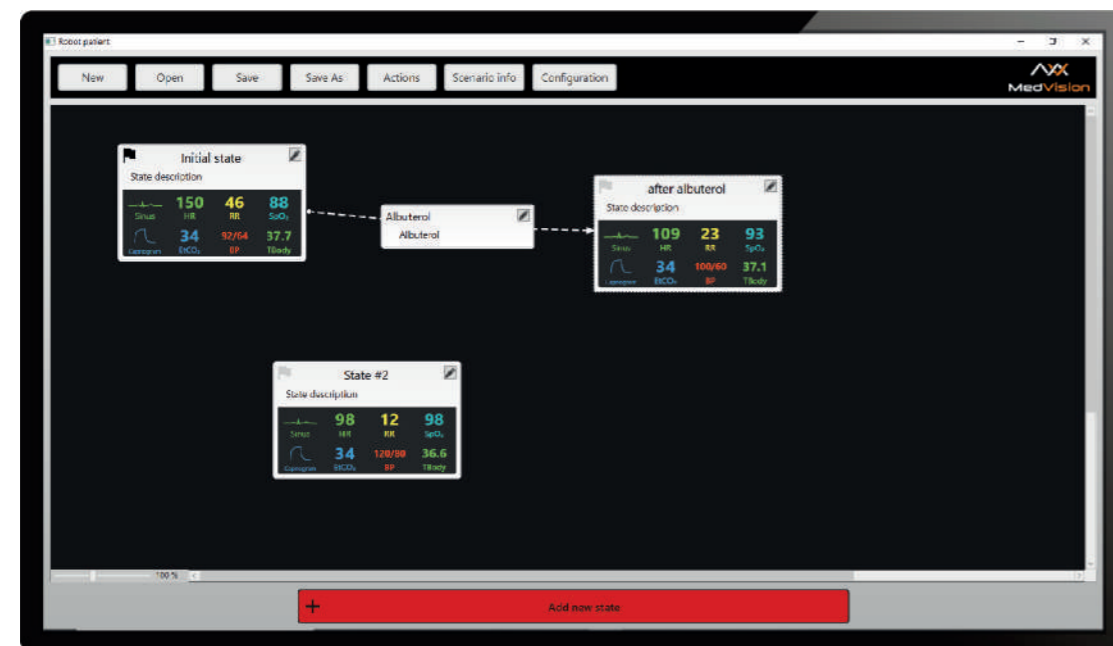 Robot patient
New Open Save Save As Actions Scenario info Configuration
MedVision
Initial state
State description
150 46 88
Sinus HR RR SpO₂
34 92/64 37.7
Capnogram EtCO₂ BP TBody
Albuterol
Albuterol
after albuterol
State description
109 23 93
Sinus HR RR SpO₂
34 100/60 37.1
Capnogram EtCO₂ BP TBody
State #2
State description
98 12 98
Sinus HR RR SpO₂
34 120/80 36.6
Capnogram EtCO₂ BP TBody
100 %
+ Add new state